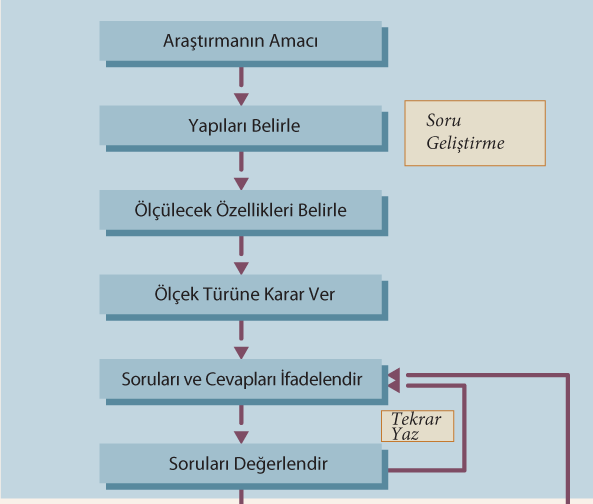 Araştırmanın Amacı
Yapıları Belirle
Soru
Geliştirme
Ölçülecek Özellikleri Belirle
Ölçek Türüne Karar Ver
Soruları ve Cevapları İfadelendir
Tekrar
Yaz
Soruları Değerlendir